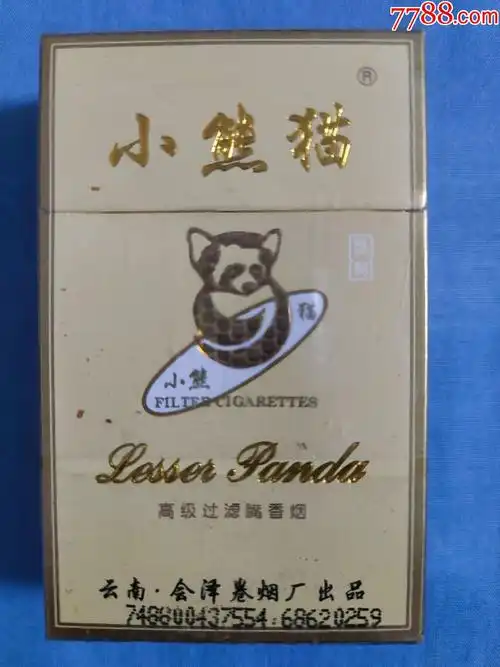 7788.com
®
小熊猫
猫
小熊
FILTER CIGARETTES
Lesser Panda
高级过滤嘴香烟
云南·会泽卷烟厂出品
748800437554:68620259